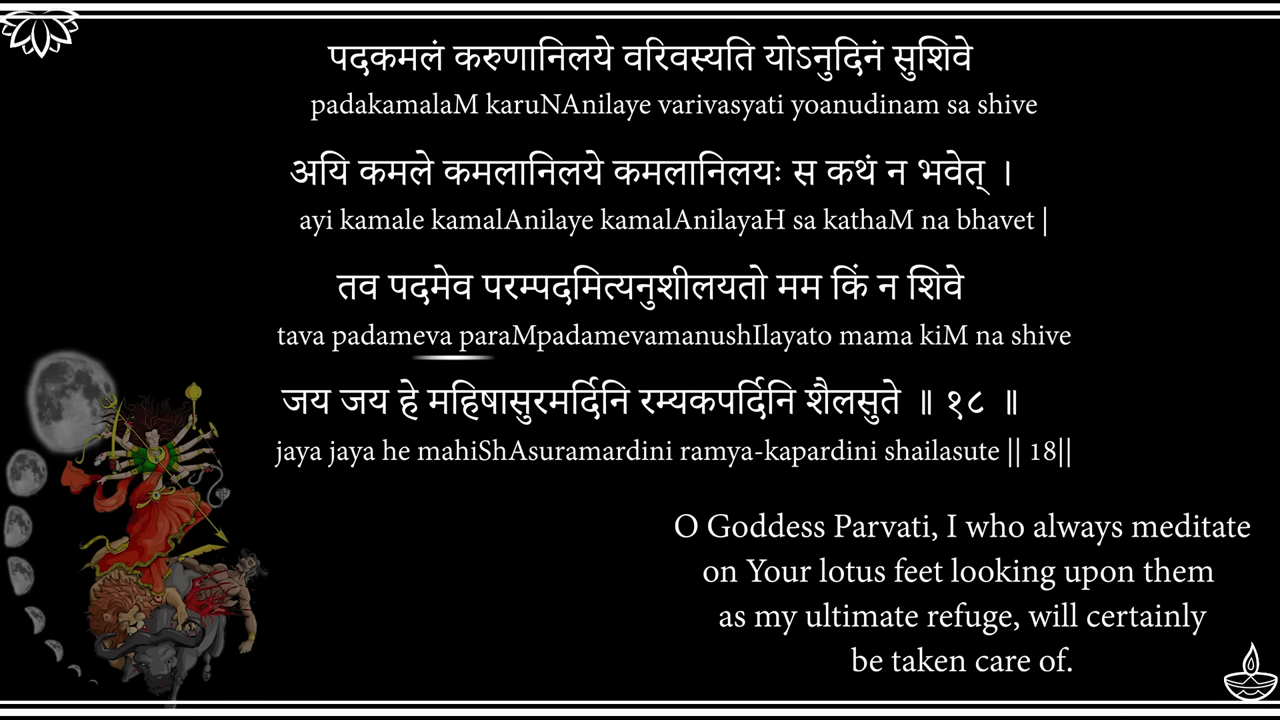 पदकमलं करुणानिलये वरिवस्यति योऽनुदिनं सुशिवे
padakamalaM karuNAnilaye varivasyati yoanudinam sa shive
अयि कमले कमलानिलये कमलानिलयः स कथं न भवेत् ।
ayi kamale kamalAnilaye kamalAnilayaH sa kathaM na bhavet |
तव पदमेव परम्पदमित्यनुशीलयतो मम किं न शिवे
tava padameva paraMpadamevamanushIlayato mama kiM na shive
जय जय हे महिषासुरमर्दिनि रम्यकपर्दिनि शैलसुते ॥ १८ ॥
jaya jaya he mahiShAsuramardini ramya-kapardini shailasute || 18||
O Goddess Parvati, I who always meditate
on Your lotus feet looking upon them
as my ultimate refuge, will certainly
be taken care of.